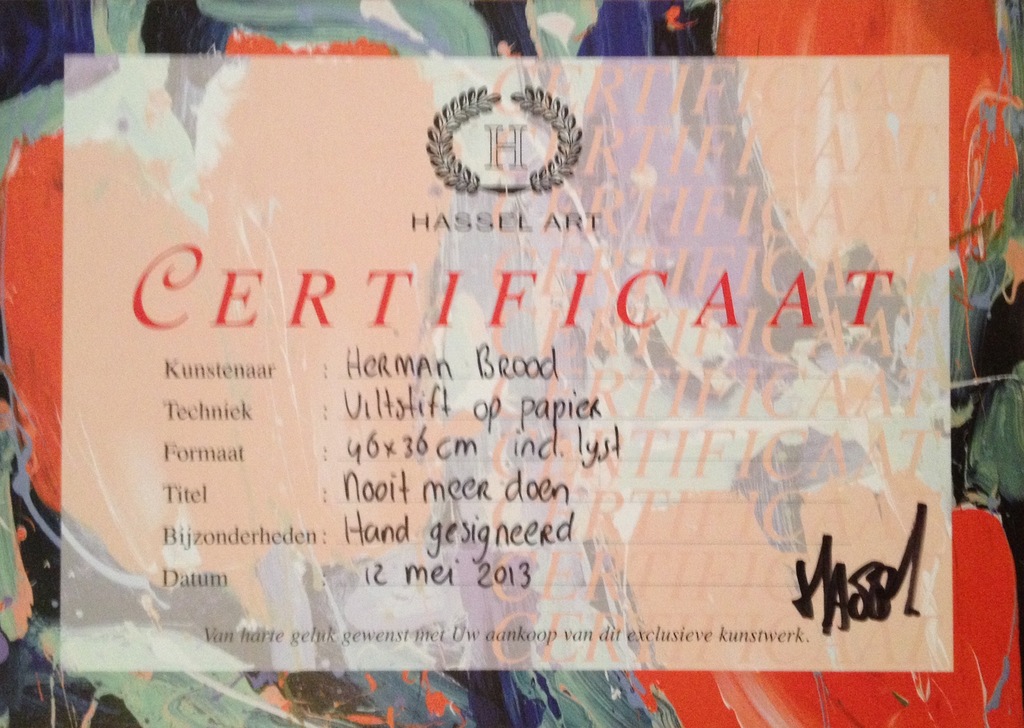 H
HASSEL ART
CERTIFICAAT
Kunstenaar : Herman Brood
Techniek : Viltstift op papier
Formaat : 46x36 cm incl. lyst
Titel : Nooit meer doen
Bijzonderheden : Hand gesigneerd
Datum : 12 mei 2013
Hassel
Van harte geluk gewenst met Uw aankoop van dit exclusieve kunstwerk.